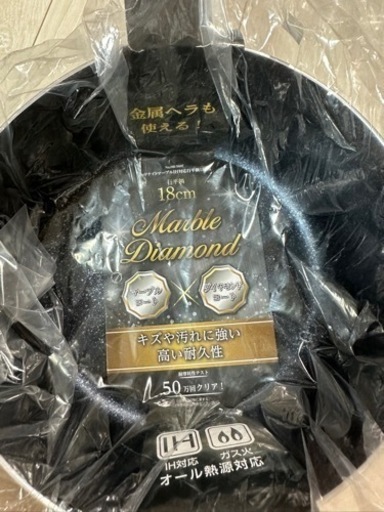 金属ヘラも
使える!
18cm
Marble
Diamond
マーブル
コート
×
ダイヤモンド
コート
キズや汚れに強い
高い耐久性
50万回クリア!
IH
IH対応 ガス火
オール熱源対応